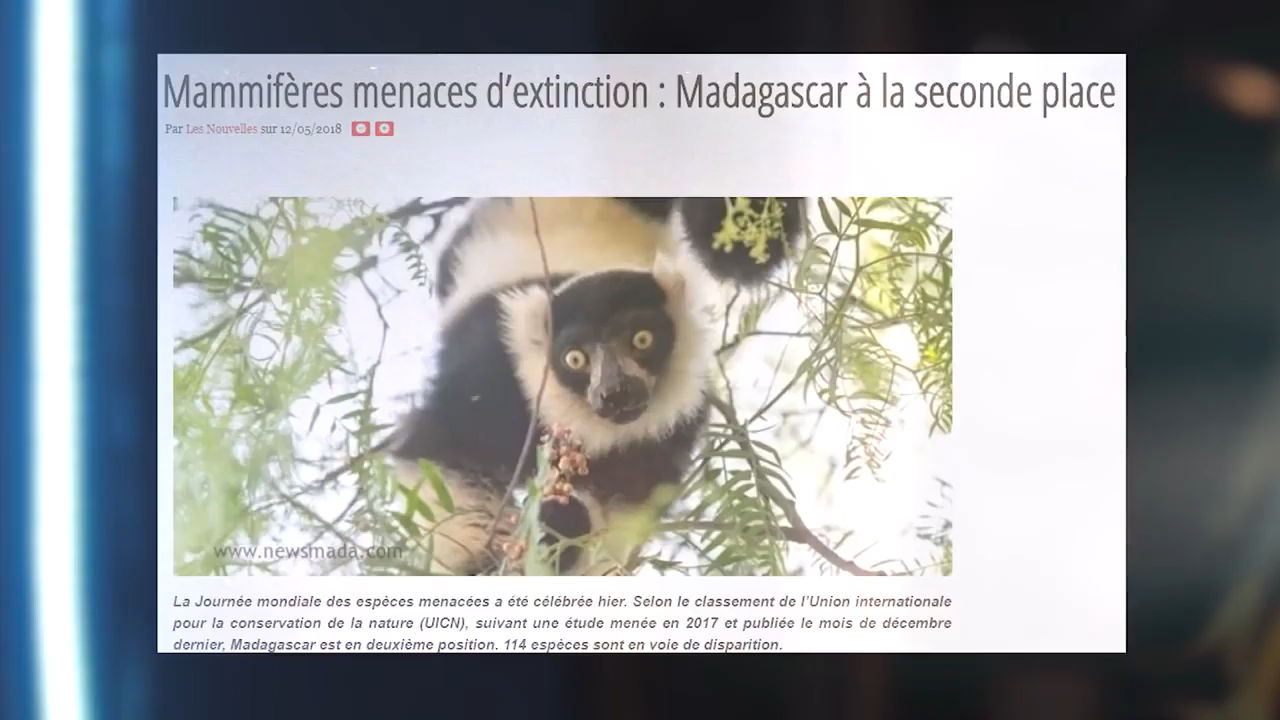 Mammifères menaces d’extinction : Madagascar à la seconde place
Par Les Nouvelles sur 12/05/2018
www.newsmada.com
La Journée mondiale des espèces menacées a été célébrée hier. Selon le classement de l’Union internationale
pour la conservation de la nature (UICN), suivant une étude menée en 2017 et publiée le mois de décembre
dernier, Madagascar est en deuxième position. 114 espèces sont en voie de disparition.